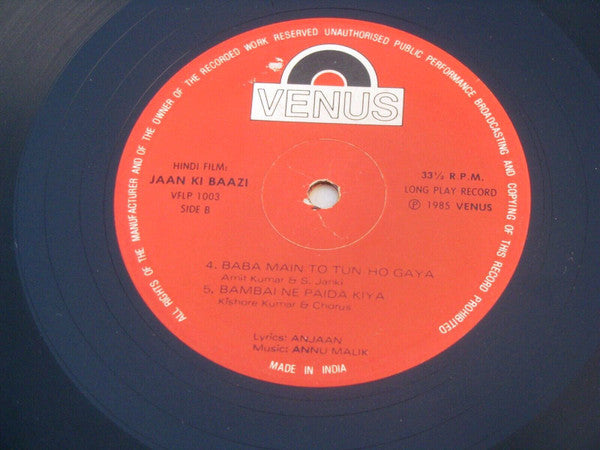 ALL RIGHTS OF THE MANUFACTURER AND OF THE OWNER OF THE RECORDED WORK RESERVED UNAUTHORISED PUBLIC PERFORMANCE BROADCASTING AND COPYING OF THIS RECORD PROHIBITED
VENUS
HINDI FILM:
JAAN KI BAAZI
VFLP 1003
SIDE B
33⅓ R.P.M.
LONG PLAY RECORD
℗ 1985 VENUS
4. BABA MAIN TO TUN HO GAYA
Amit Kumar & S. Janki
5. BAMBAI NE PAIDA KIYA
Kishore Kumar & Chorus
Lyrics: ANJAAN
Music: ANNU MALIK
MADE IN INDIA